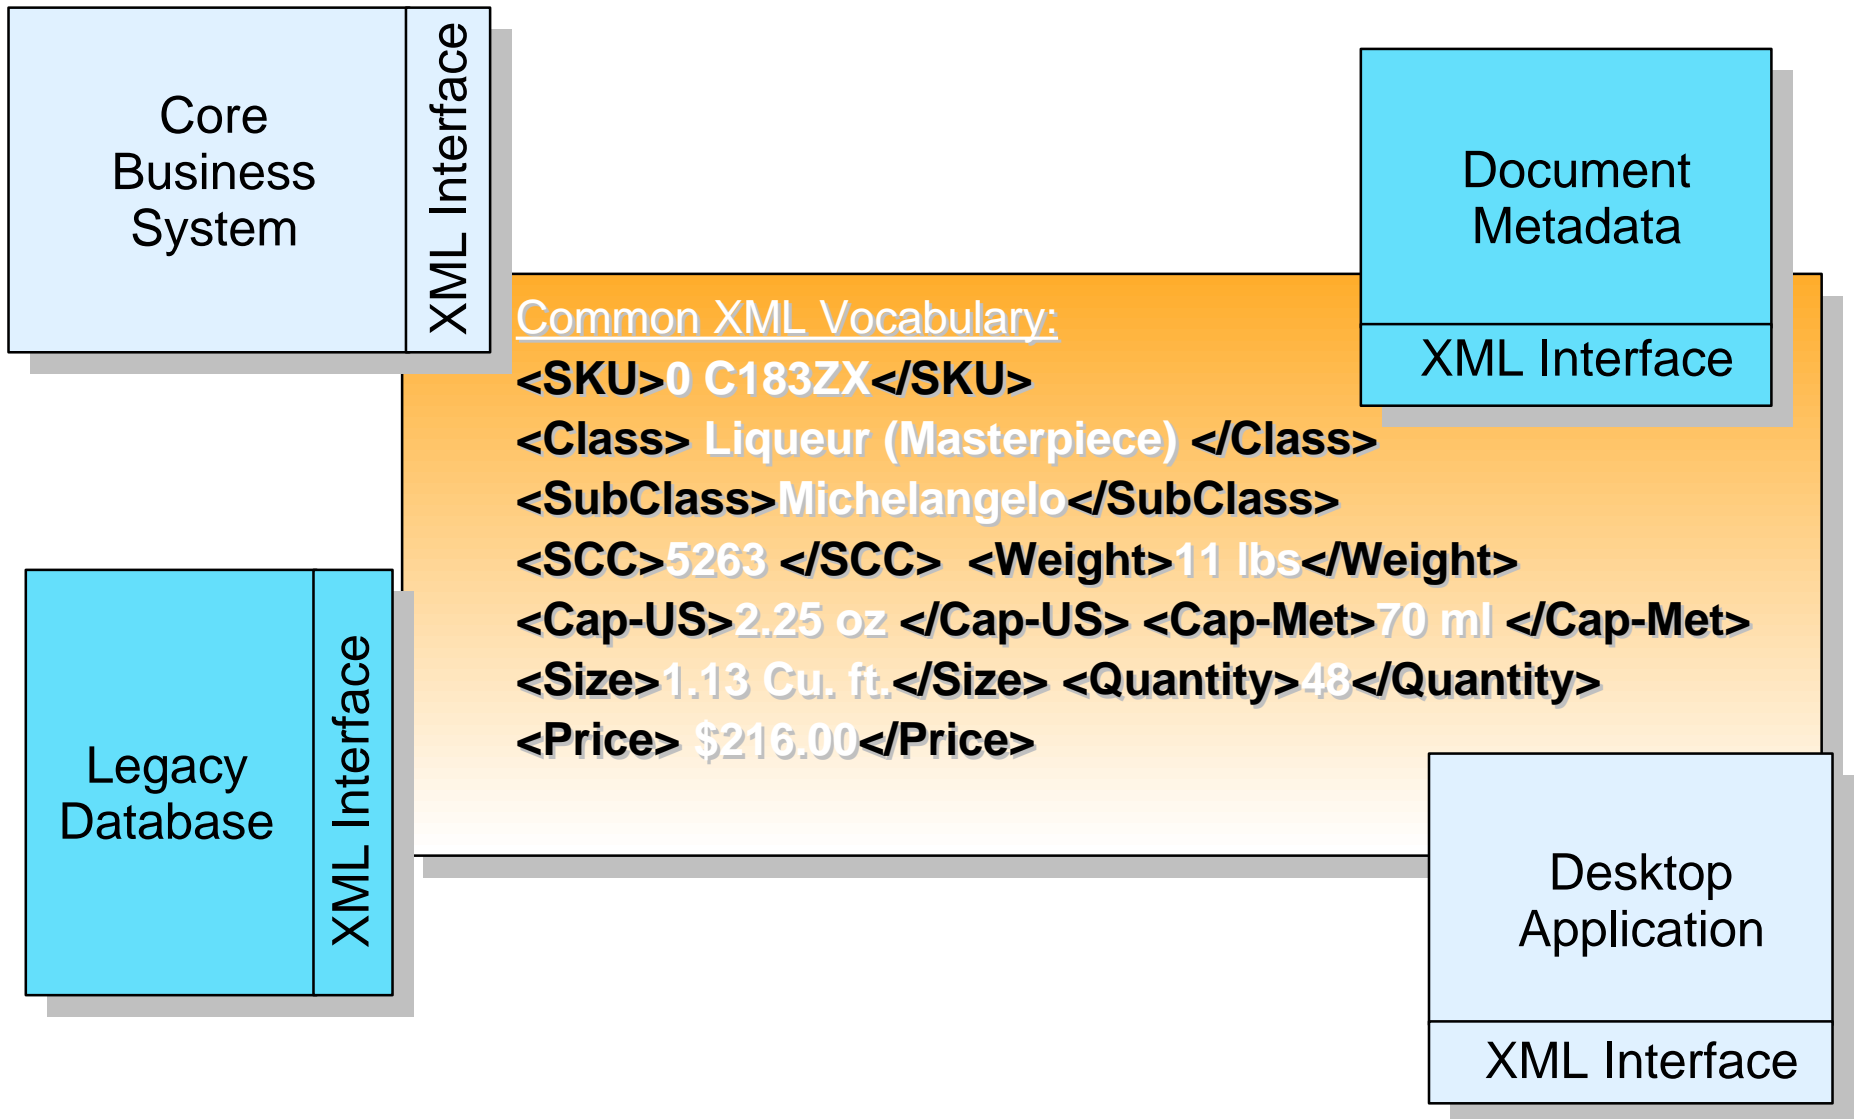 Core
Business
System
XML Interface
Document
Metadata
XML Interface
Common XML Vocabulary:
<SKU>0 C183ZX</SKU>
<Class> Liqueur (Masterpiece) </Class>
<SubClass>Michelangelo</SubClass>
<SCC>5263 </SCC>  <Weight>11 lbs</Weight>
<Cap-US>2.25 oz </Cap-US> <Cap-Met>70 ml </Cap-Met>
<Size>1.13 Cu. ft.</Size> <Quantity>48</Quantity>
<Price> $216.00</Price>
Legacy
Database
XML Interface
Desktop
Application
XML Interface